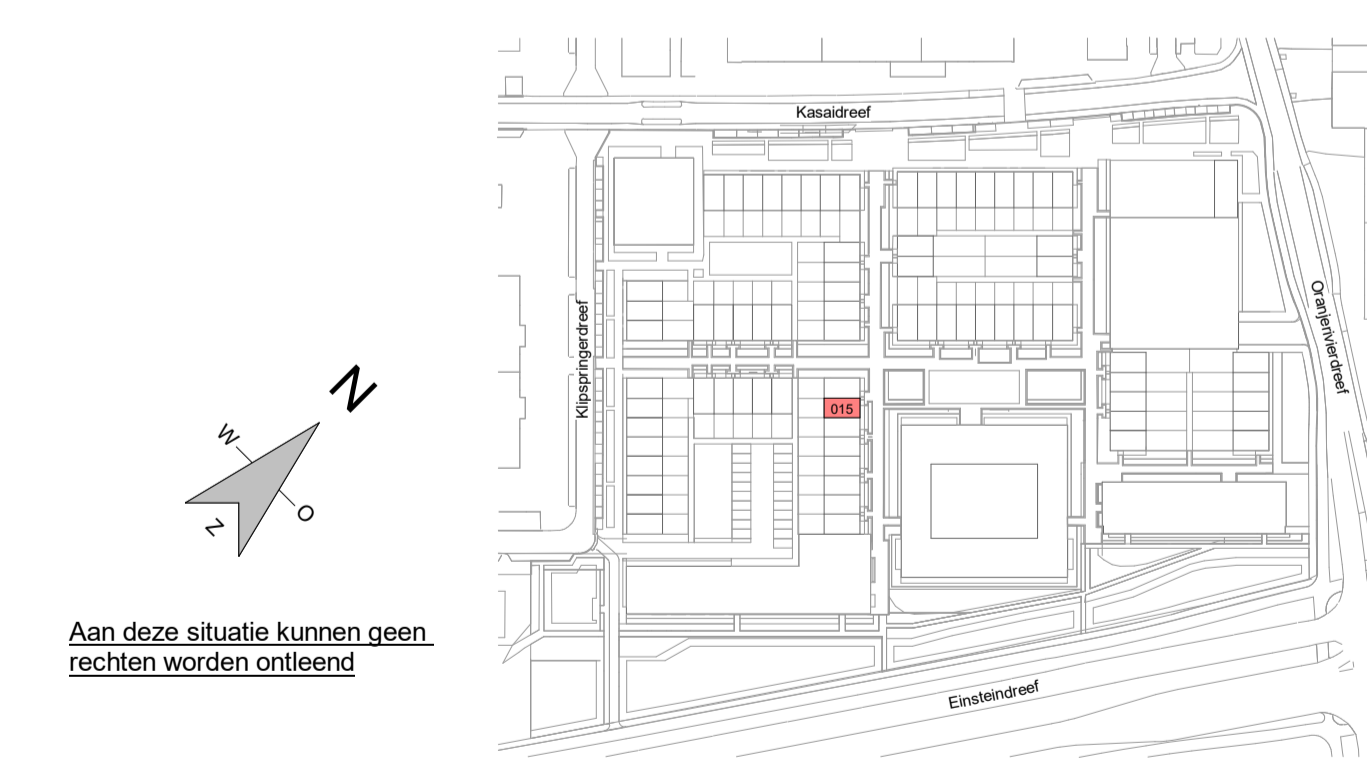 Kasaidreef
Klipspringerdreef
Oranjerivierdreef
015
N
W
O
Z
Aan deze situatie kunnen geen
rechten worden ontleend
Einsteindreef